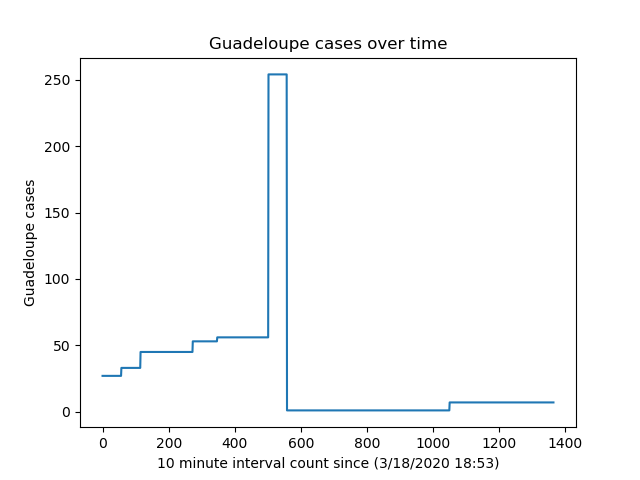 Guadeloupe cases over time
Guadeloupe cases
250
200
150
100
50
0
0 200 400 600 800 1000 1200 1400
10 minute interval count since (3/18/2020 18:53)